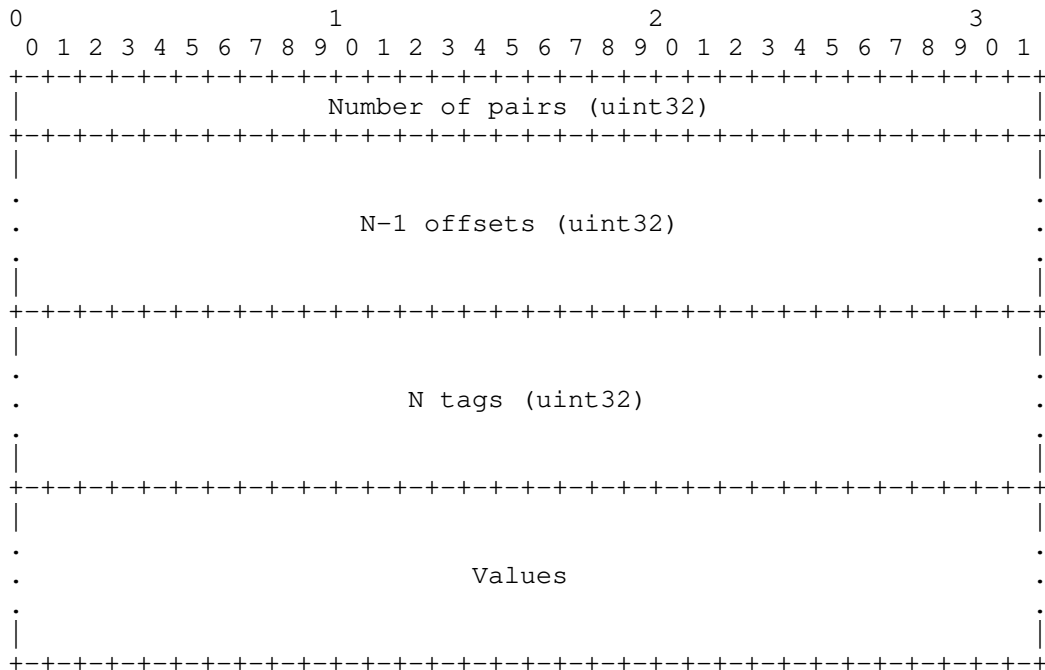 0                   1                   2                   3
 0 1 2 3 4 5 6 7 8 9 0 1 2 3 4 5 6 7 8 9 0 1 2 3 4 5 6 7 8 9 0 1
+-+-+-+-+-+-+-+-+-+-+-+-+-+-+-+-+-+-+-+-+-+-+-+-+-+-+-+-+-+-+-+-+
|                   Number of pairs (uint32)                    |
+-+-+-+-+-+-+-+-+-+-+-+-+-+-+-+-+-+-+-+-+-+-+-+-+-+-+-+-+-+-+-+-+
|                                                               |
.                                                               .
.                     N-1 offsets (uint32)                      .
.                                                               .
|                                                               |
+-+-+-+-+-+-+-+-+-+-+-+-+-+-+-+-+-+-+-+-+-+-+-+-+-+-+-+-+-+-+-+-+
|                                                               |
.                                                               .
.                        N tags (uint32)                        .
.                                                               .
|                                                               |
+-+-+-+-+-+-+-+-+-+-+-+-+-+-+-+-+-+-+-+-+-+-+-+-+-+-+-+-+-+-+-+-+
|                                                               |
.                                                               .
.                            Values                             .
.                                                               .
|                                                               |
+-+-+-+-+-+-+-+-+-+-+-+-+-+-+-+-+-+-+-+-+-+-+-+-+-+-+-+-+-+-+-+-+